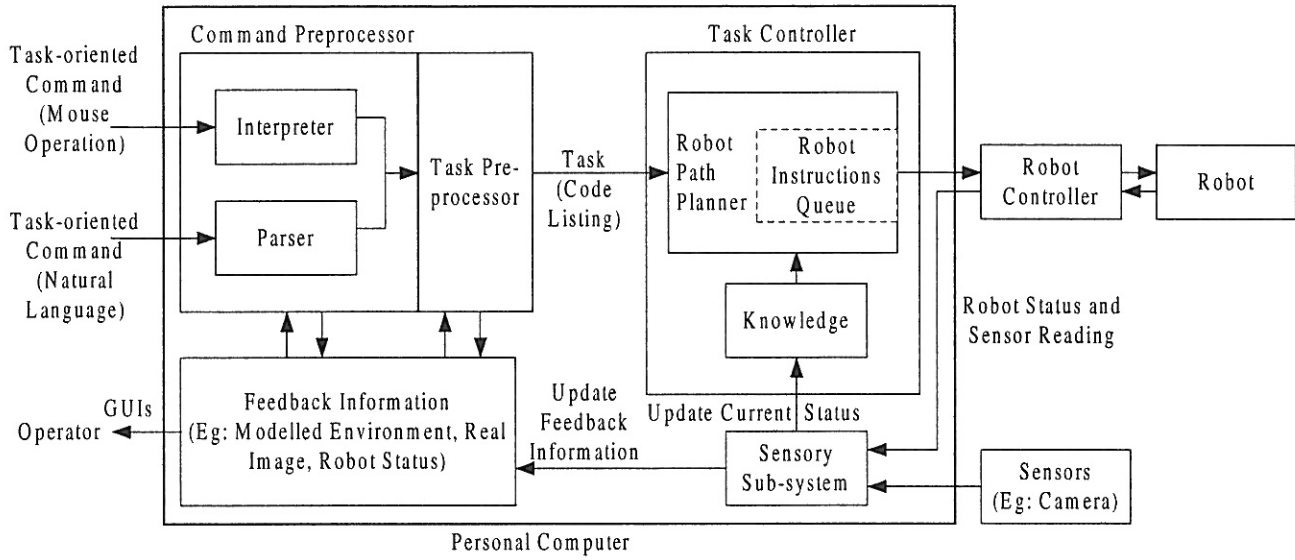 Command Preprocessor
Task Controller
Task-oriented
Command
(Mouse
Operation)
Interpreter
Task-oriented
Command
(Natural
Language)
Parser
Task Pre-
processor
Task
(Code
Listing)
Robot
Path
Planner
Robot
Instructions
Queue
Robot
Controller
Robot
Knowledge
Robot Status and
Sensor Reading
GUIs
Operator
Feedback Information
(Eg: Modelled Environment, Real
Image, Robot Status)
Update
Feedback
Information
Update Current Status
Sensory
Sub-system
Sensors
(Eg: Camera)
Personal Computer